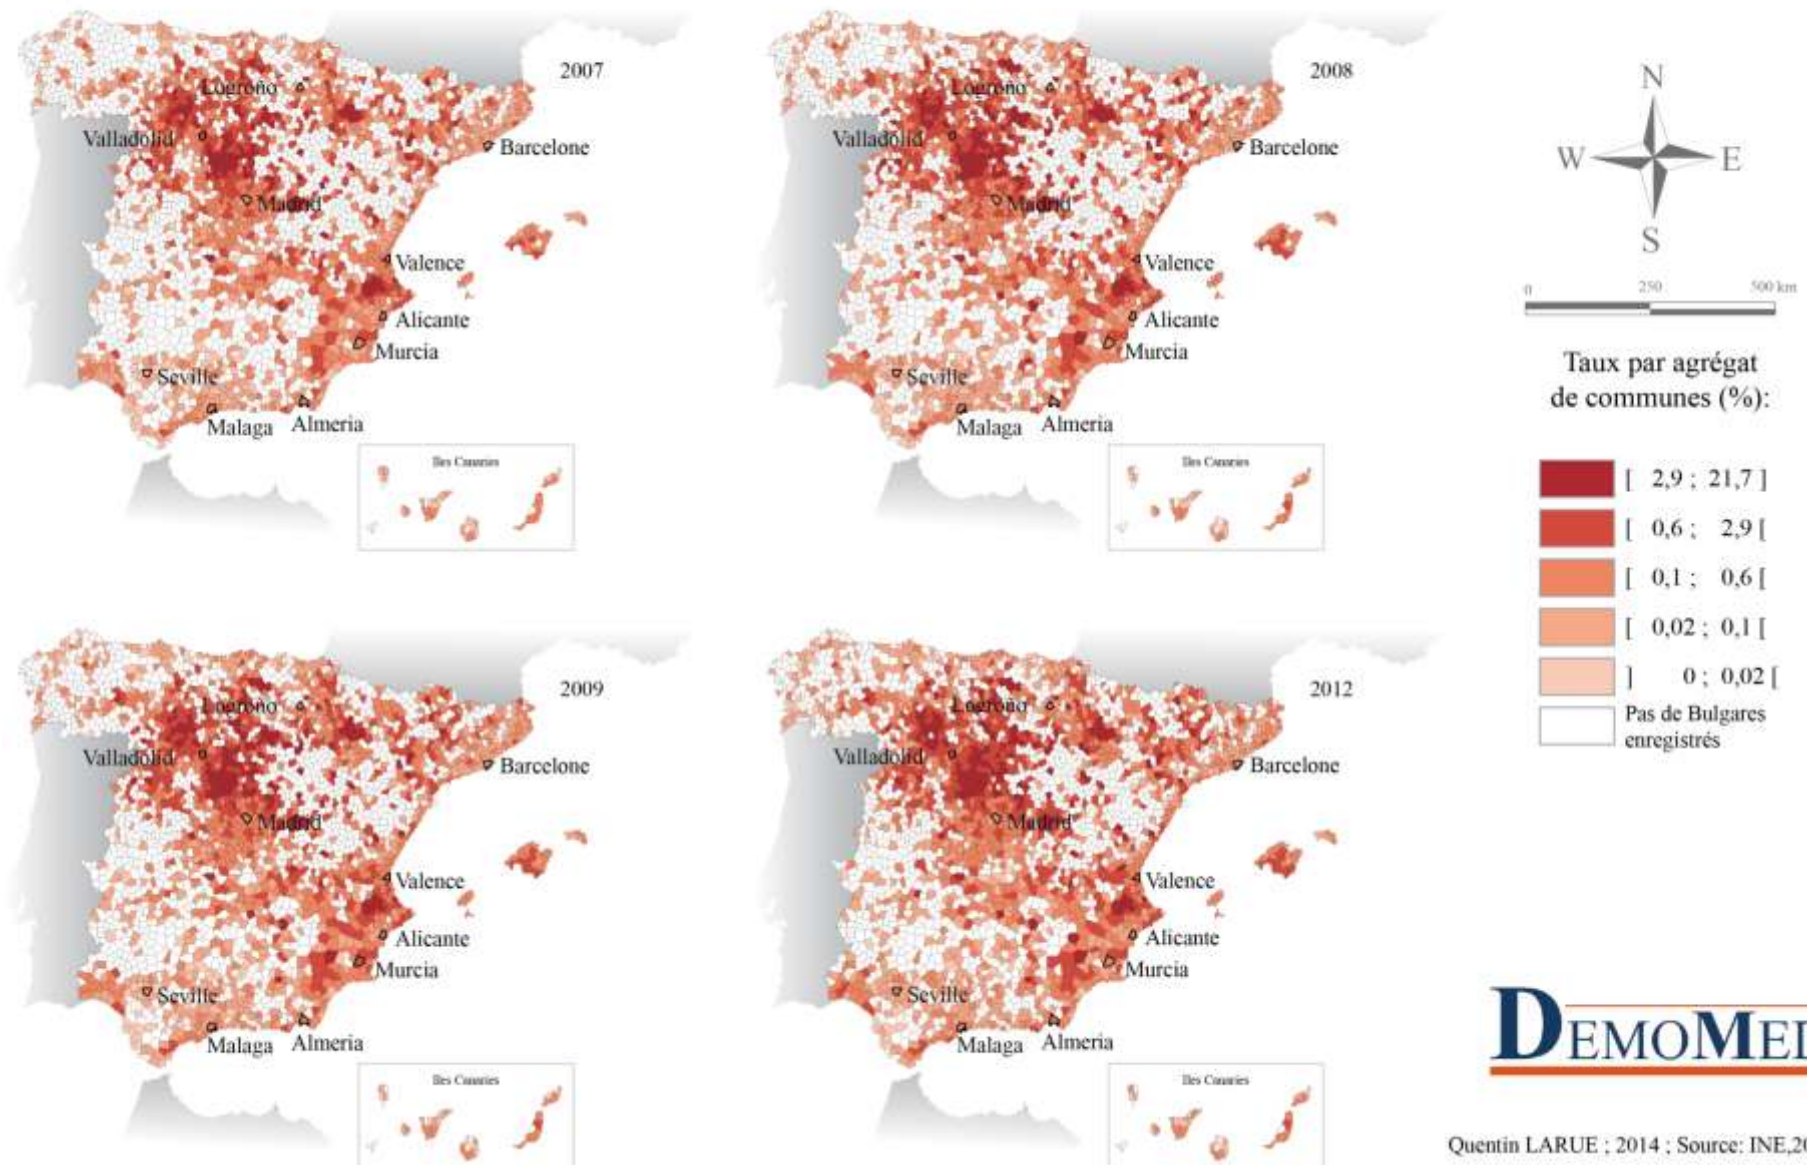 2007
Logroño
Valladolid
Barcelone
Madrid
Valence
Alicante
Murcia
Seville
Malaga
Almeria
Iles Canaries
2008
Logroño
Valladolid
Barcelone
Madrid
Valence
Alicante
Murcia
Seville
Malaga
Almeria
Iles Canaries
2009
Logroño
Valladolid
Barcelone
Madrid
Valence
Alicante
Murcia
Seville
Malaga
Almeria
Iles Canaries
2012
Logroño
Valladolid
Barcelone
Madrid
Valence
Alicante
Murcia
Seville
Malaga
Almeria
Iles Canaries
N
W E
S
0 250 500 km
Taux par agrégat
de communes (%):
[ 2,9 ; 21,7 ]
[ 0,6 ; 2,9 [
[ 0,1 ; 0,6 [
[ 0,02 ; 0,1 [
] 0 ; 0,02 [
Pas de Bulgares
enregistrés
DEMOMED
Quentin LARUE ; 2014 ; Source: INE,20